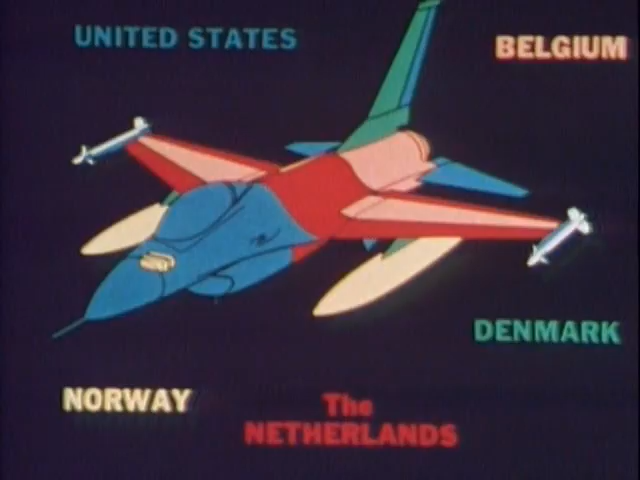 UNITED STATES
BELGIUM
DENMARK
NORWAY
The
NETHERLANDS